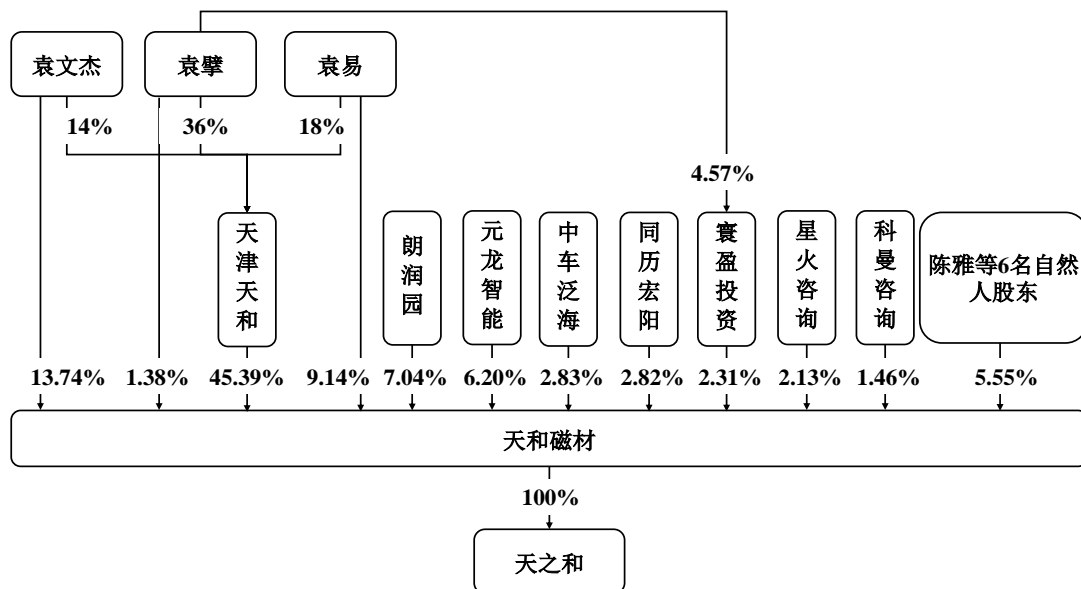 袁文杰
袁擘
袁易
14%
36%
18%
4.57%
天津天和
朗润园
元龙智能
中车泛海
同历宏阳
寰盈投资
星火咨询
科曼咨询
陈雅等6名自然
人股东
13.74%
1.38%
45.39%
9.14%
7.04%
6.20%
2.83%
2.82%
2.31%
2.13%
1.46%
5.55%
天和磁材
100%
天之和